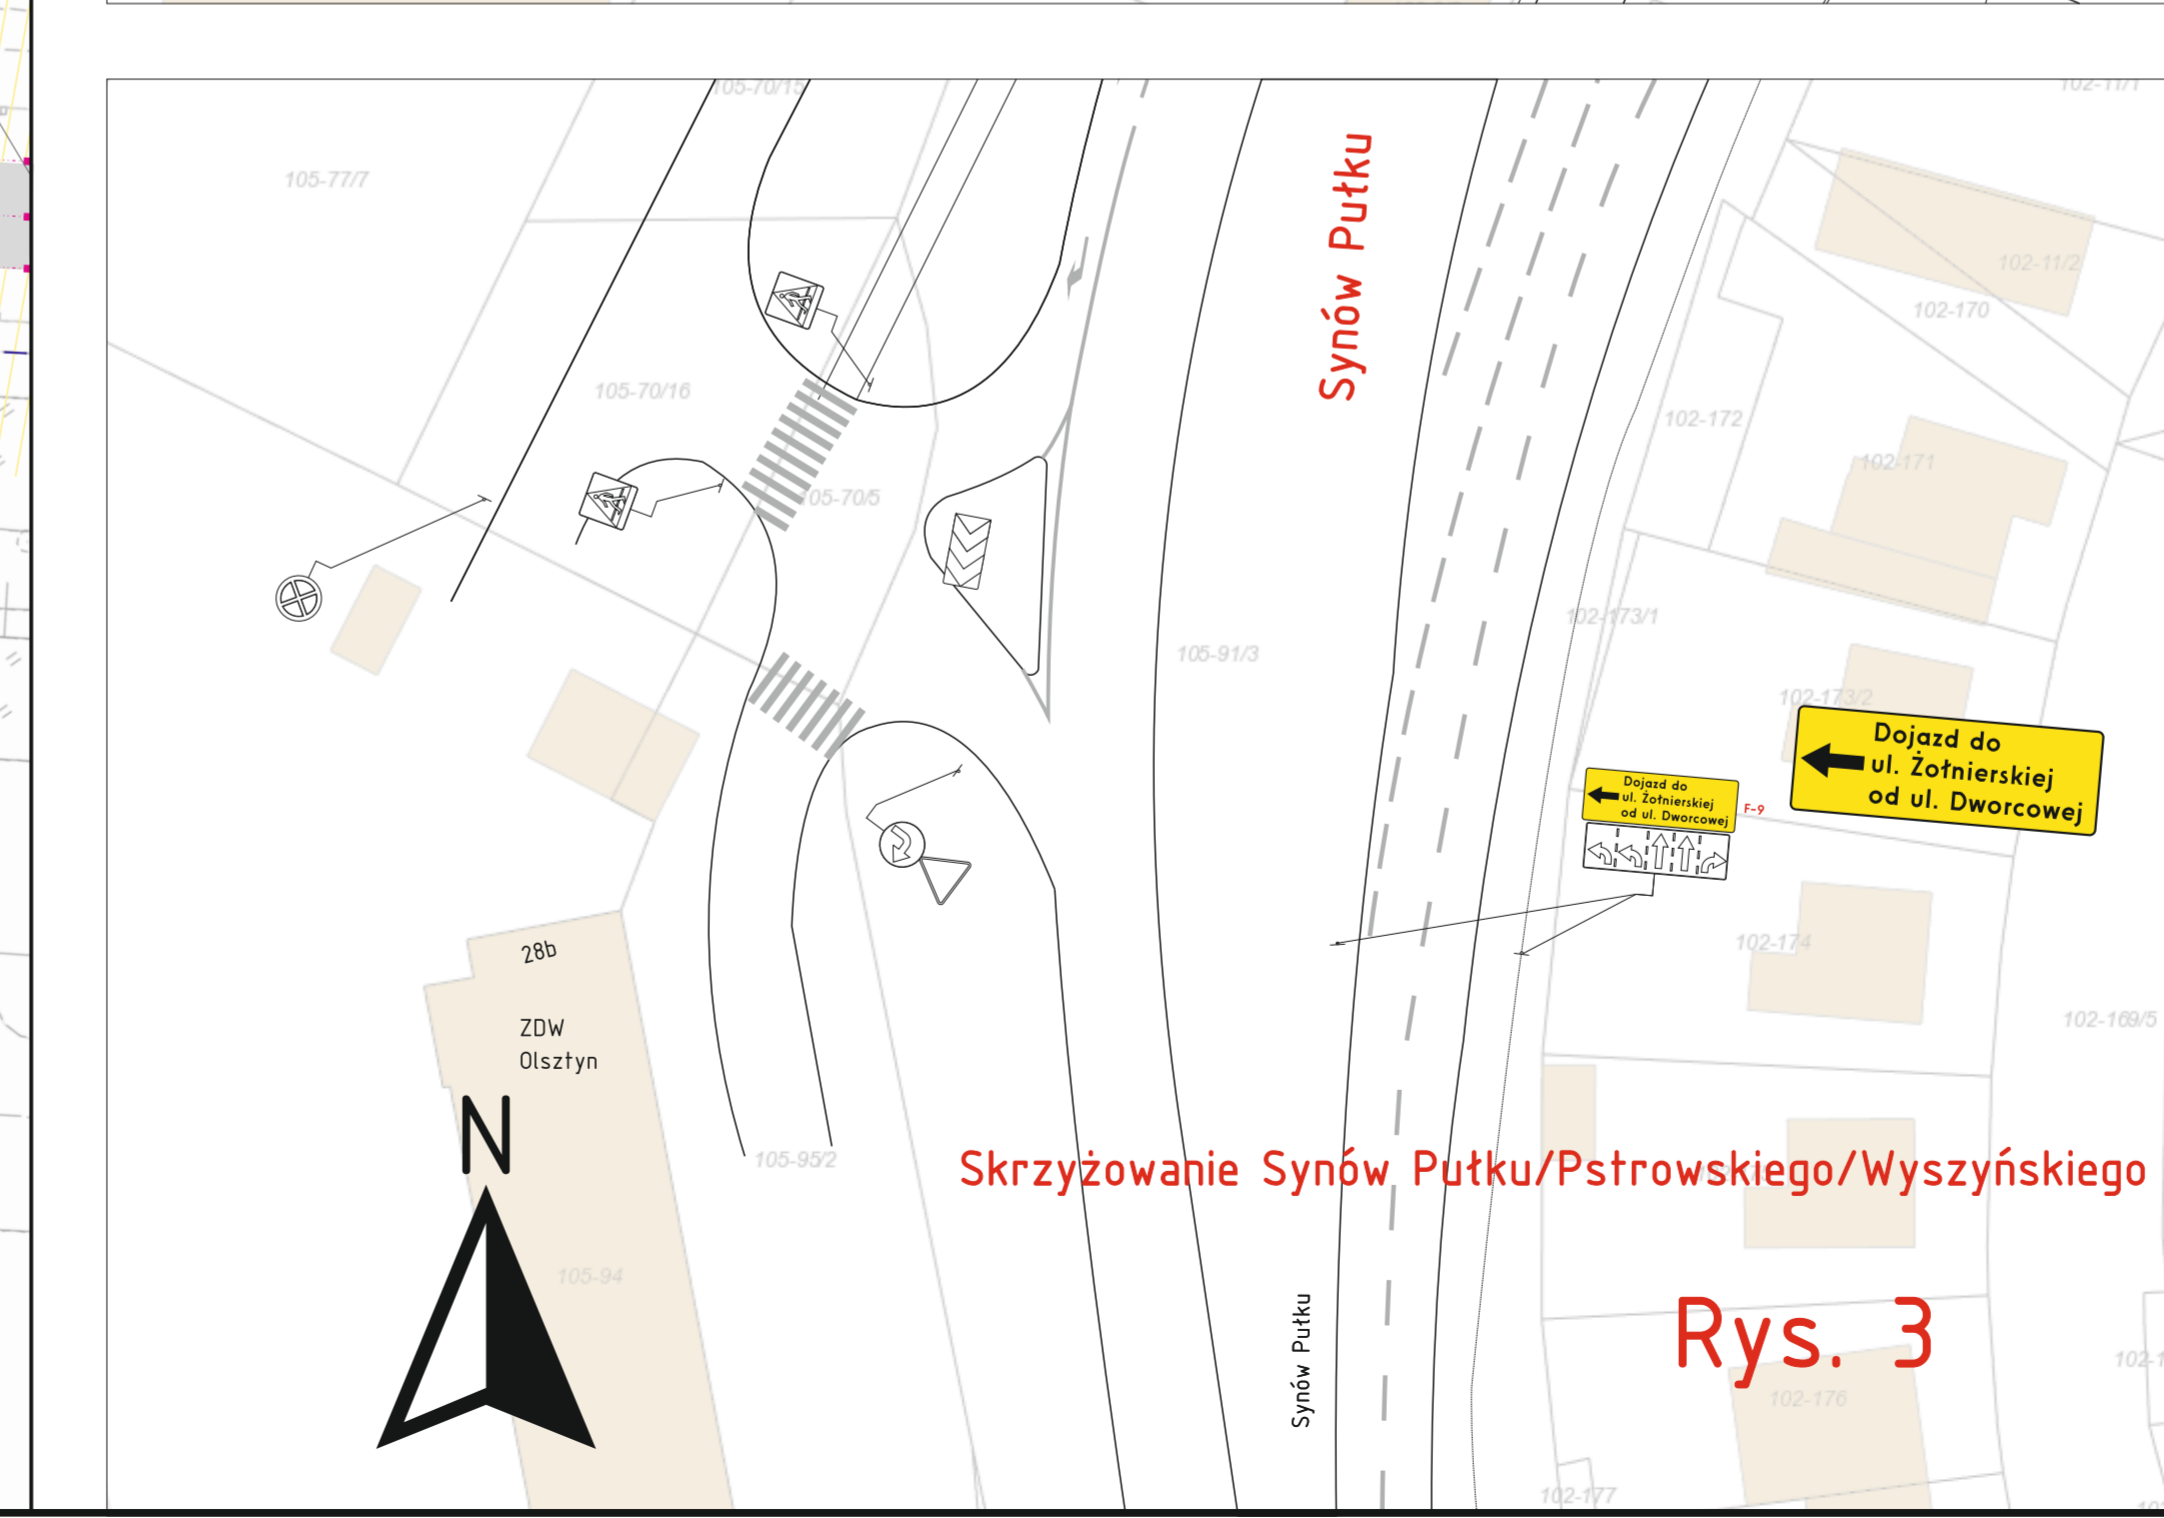 105-70/15
102-11/1
105-77/7
Synów Pułku
102-11/2
102-170
105-70/16
102-172
102-171
105-70/5
102-173/1
105-91/3
102-173/2
Dojazd do
ul. Żołnierskiej
od ul. Dworcowej
Dojazd do
ul. Żołnierskiej
od ul. Dworcowej
F-9
28b
102-174
ZDW
Olsztyn
102-169/5
N
105-95/2
Skrzyżowanie Synów Pułku/Pstrowskiego/Wyszyńskiego
105-94
Synów Pułku
Rys. 3
102-176
102-177